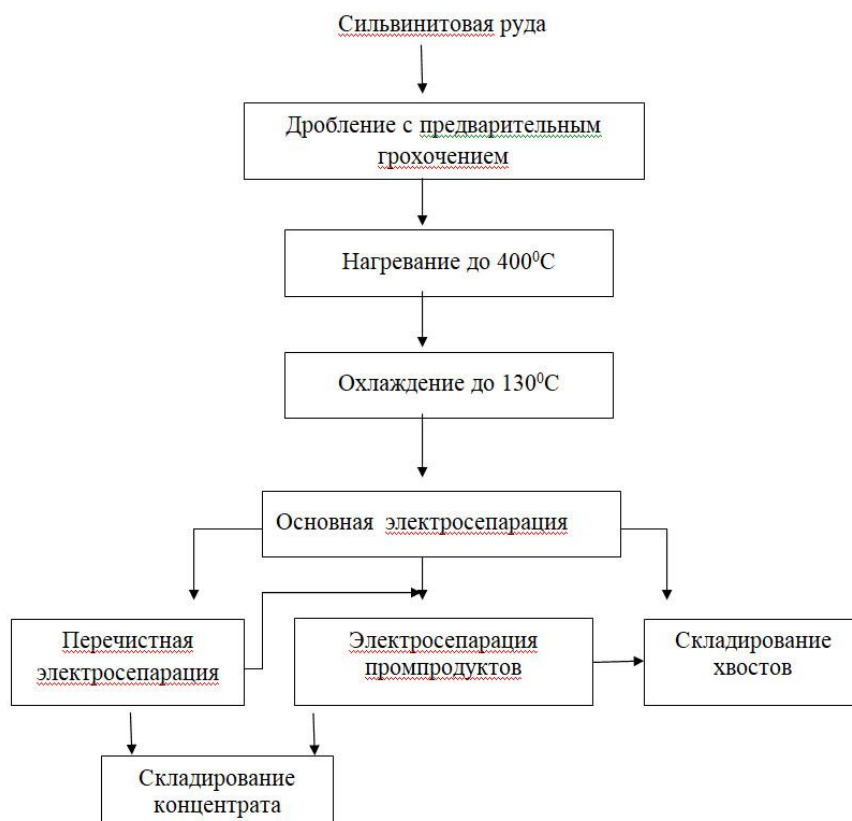 Сильвинитовая руда
Дробление с предварительным
грохочением
Нагревание до 400⁰С
Охлаждение до 130⁰С
Основная электросепарация
Перечистная
электросепарация
Электросепарация
промпродуктов
Складирование
хвостов
Складирование
концентрата